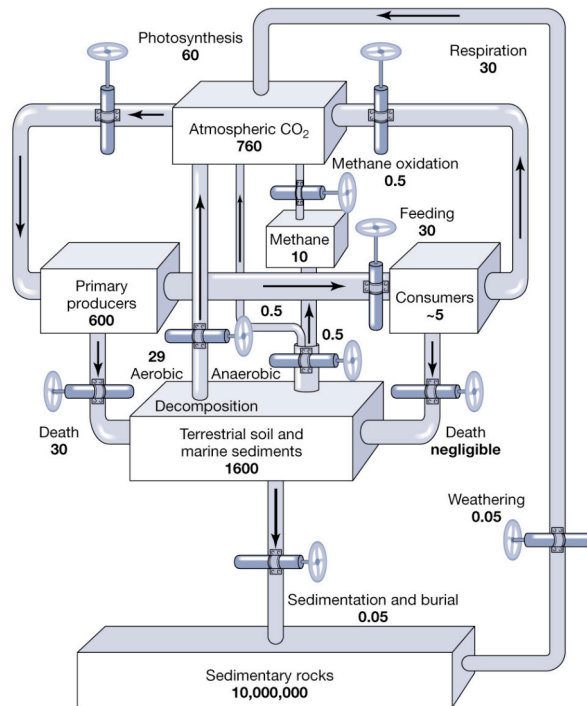 Photosynthesis
60
Respiration
30
Atmospheric CO₂
760
Methane oxidation
0.5
Methane
10
Feeding
30
Primary
producers
600
Consumers
~5
0.5
0.5
29
Aerobic
Anaerobic
Decomposition
Death
30
Terrestrial soil and
marine sediments
1600
Death
negligible
Weathering
0.05
Sedimentation and burial
0.05
Sedimentary rocks
10,000,000